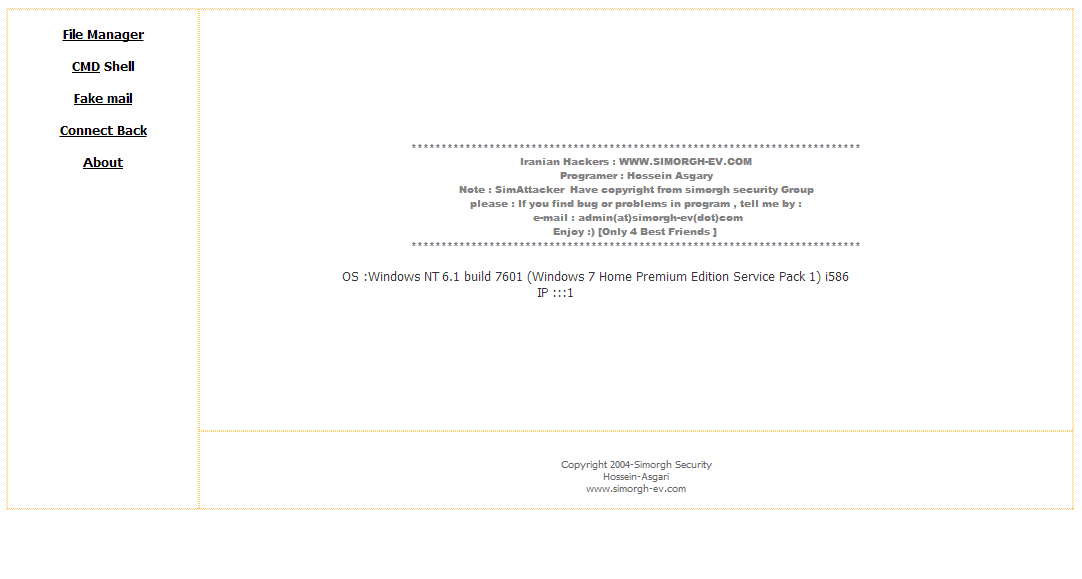 File Manager
CMD Shell
Fake mail
Connect Back
About
***************************************************************************
Iranian Hackers : WWW.SIMORGH-EV.COM
Programer : Hossein Asgary
Note : SimAttacker Have copyright from simorgh security Group
please : If you find bug or problems in program , tell me by :
e-mail : admin(at)simorgh-ev(dot)com
Enjoy :) [Only 4 Best Friends ]
***************************************************************************
OS :Windows NT 6.1 build 7601 (Windows 7 Home Premium Edition Service Pack 1) i586
IP :::1
Copyright 2004-Simorgh Security
Hossein-Asgari
www.simorgh-ev.com